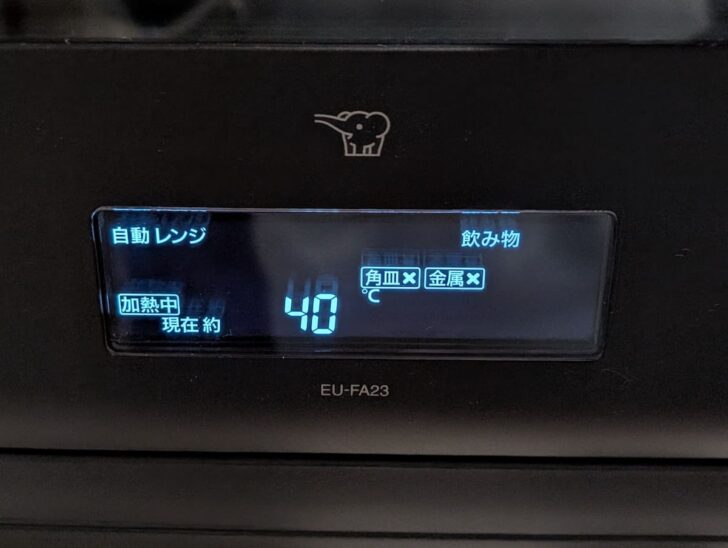 自動 レンジ 飲み物
角皿✖ 金属✖
加熱中 ℃
現在 約 40
EU-FA23